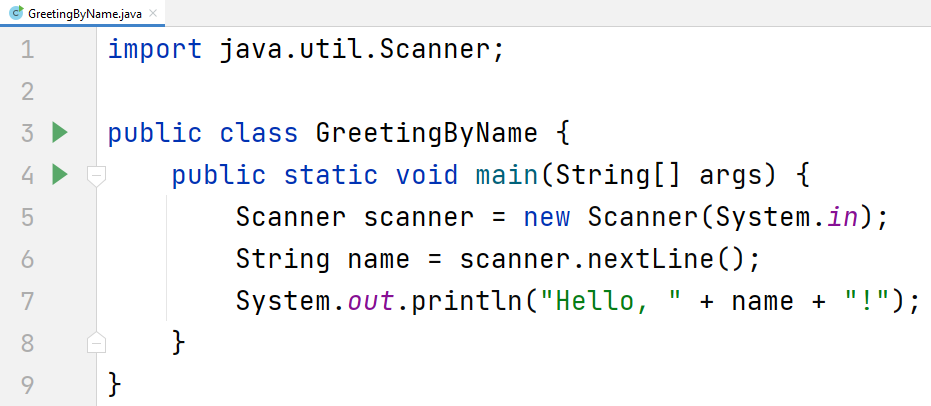 GreetingByName.java
1 import java.util.Scanner;
2
3 public class GreetingByName {
4     public static void main(String[] args) {
5         Scanner scanner = new Scanner(System.in);
6         String name = scanner.nextLine();
7         System.out.println("Hello, " + name + "!");
8     }
9 }